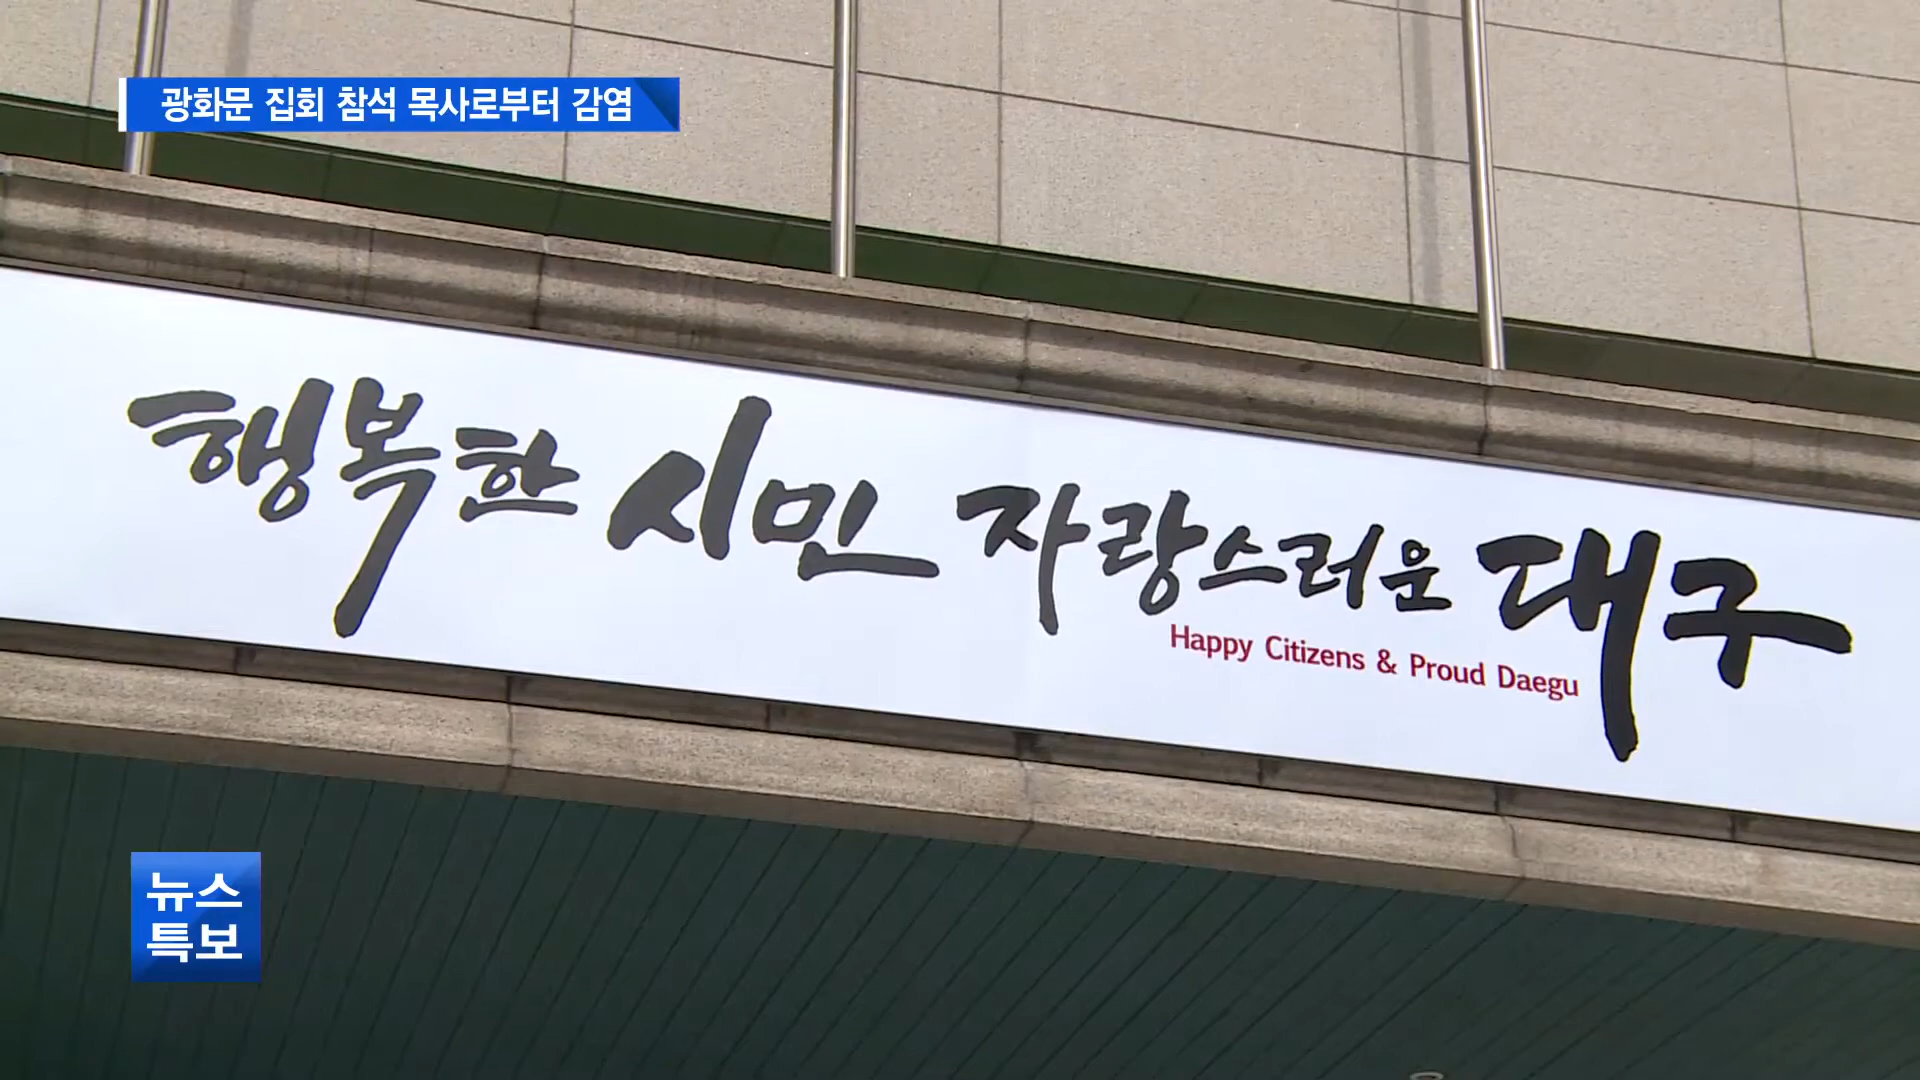 광화문 집회 참석 목사로부터 감염
행복한 시민 자랑스러운 대구
Happy Citizens & Proud Daegu
뉴스
특보